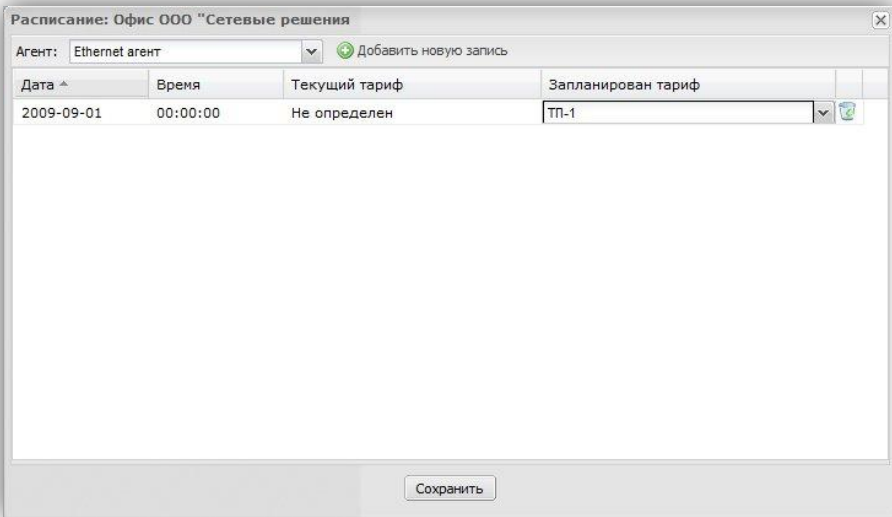 Расписание: Офис ООО "Сетевые решения
Агент: Ethernet агент Добавить новую запись
Дата Время Текущий тариф Запланирован тариф
2009-09-01 00:00:00 Не определен ТП-1
Сохранить